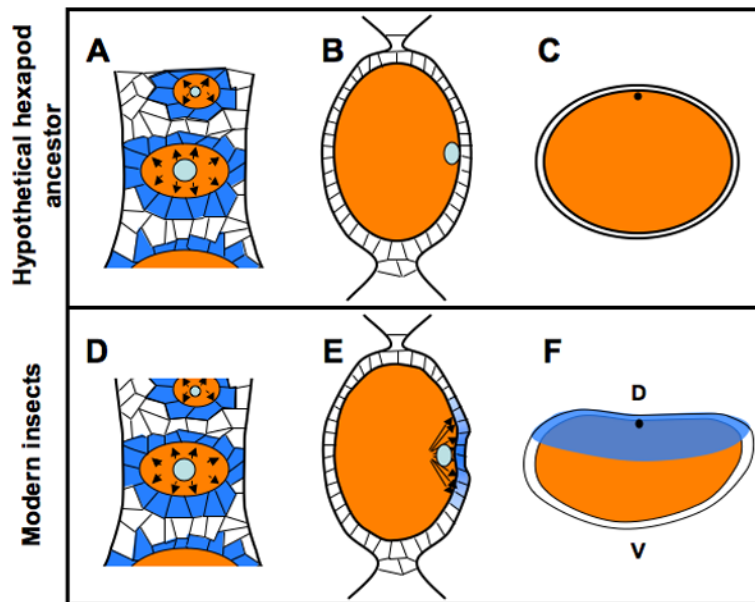 Hypothetical hexapod
ancestor
A
B
C
Modern insects
D
E
F
D
V